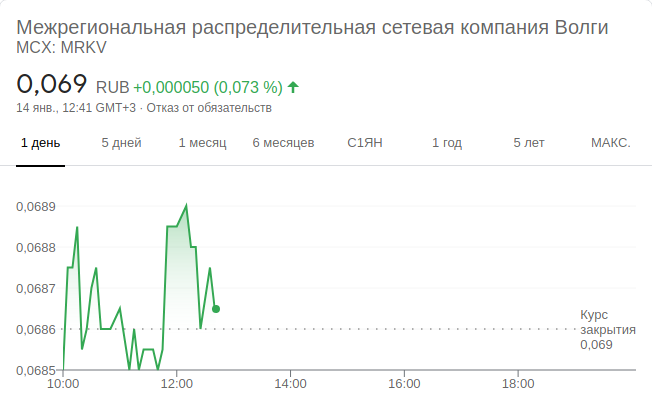 Межрегиональная распределительная сетевая компания Волги
MCX: MRKV
0,069 RUB +0,000050 (0,073 %)
14 янв., 12:41 GMT+3 · Отказ от обязательств
1 день 5 дней 1 месяц 6 месяцев С1ЯН 1 год 5 лет МАКС.
0,0689
0,0688
0,0687
0,0686
0,0685
Курс
закрытия
0,069
10:00 12:00 14:00 16:00 18:00